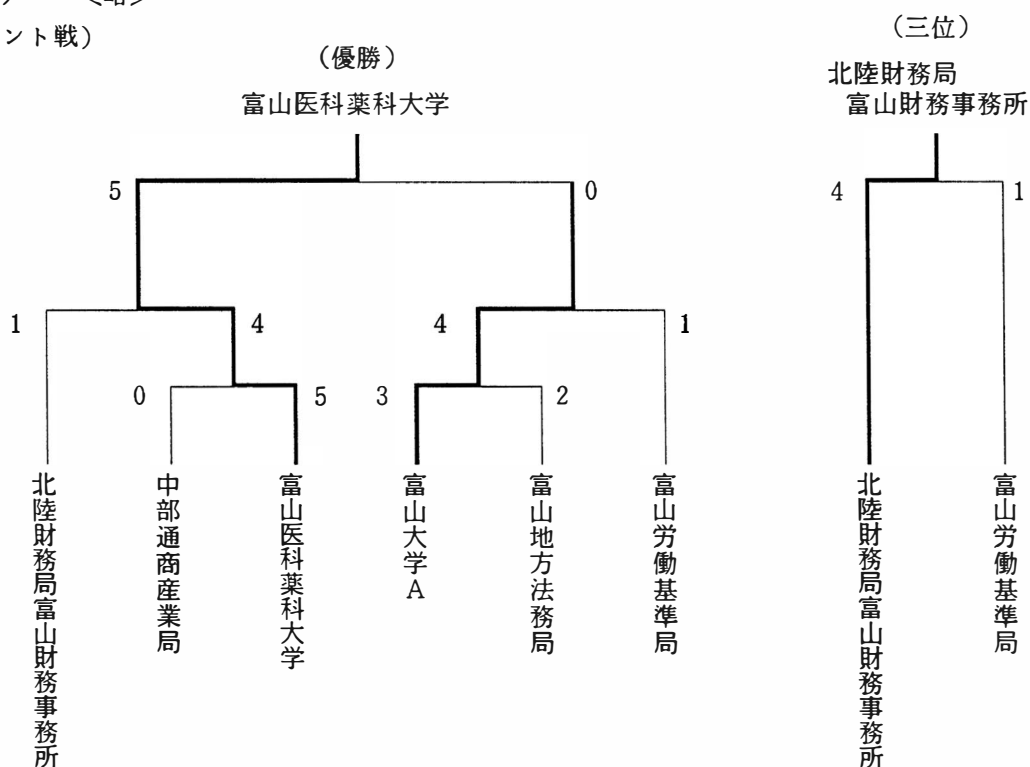 ント戦)
(優勝)
富山医科薬科大学
5
0
1
4
4
1
0
5
3
2
北陸財務局富山財務事務所
中部通商産業局
富山医科薬科大学
富山大学A
富山地方法務局
富山労働基準局
(三位)
北陸財務局
富山財務事務所
4
1
北陸財務局富山財務事務所
富山労働基準局